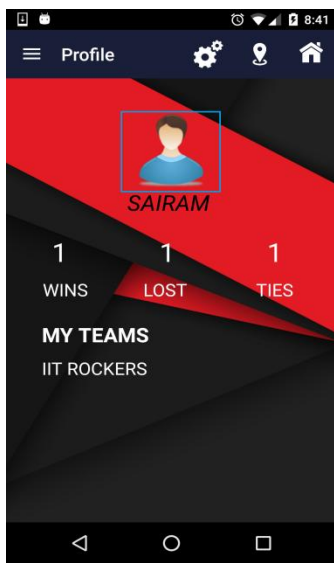 8:41
Profile
SAIRAM
1 1 1
WINS LOST TIES
MY TEAMS
IIT ROCKERS